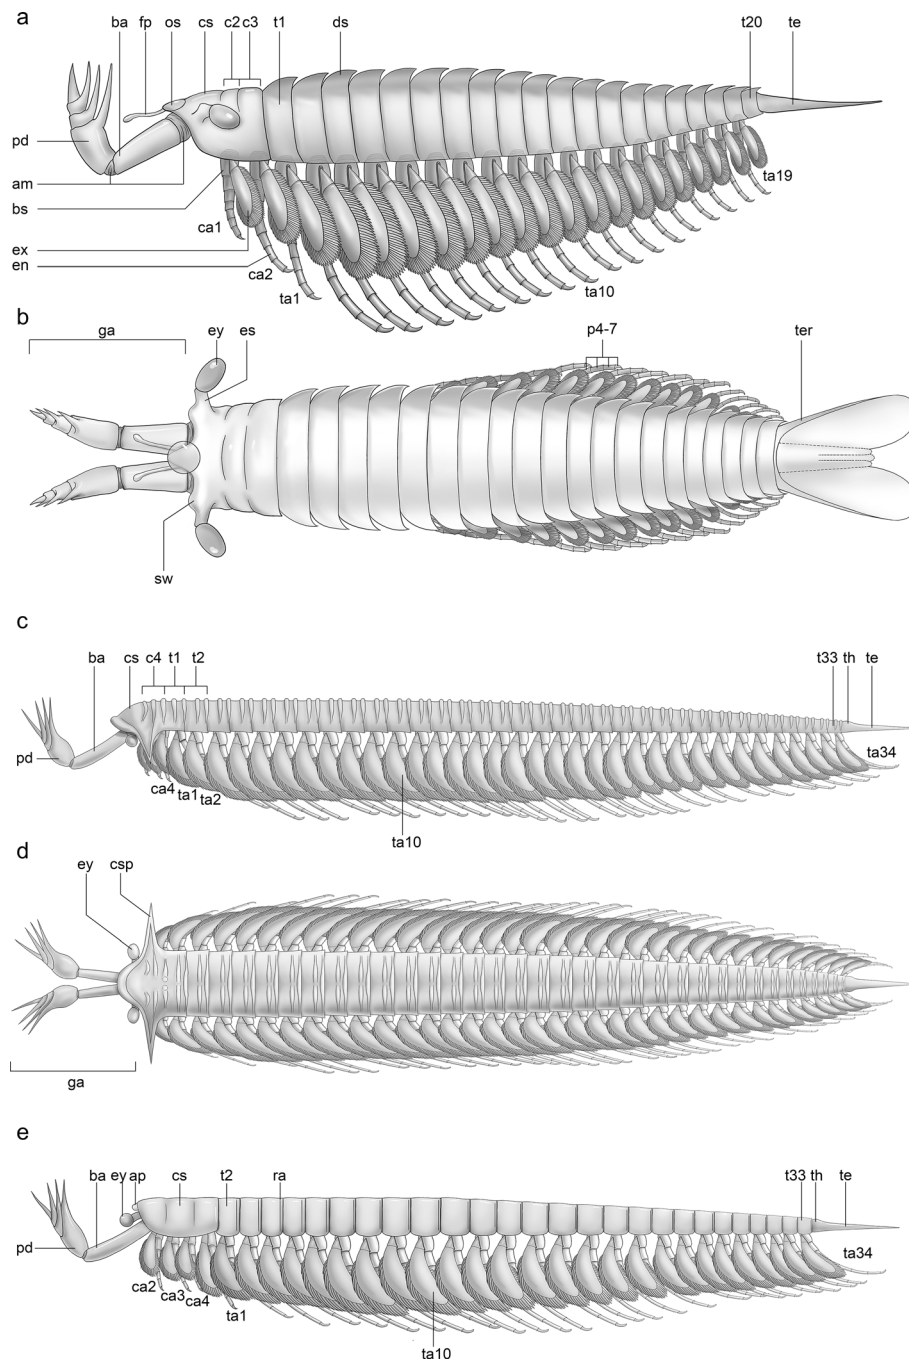 a
ba fp os cs c2 c3 t1 ds t20 te
pd
am
bs
ex
en
ca1
ca2
ta1
ta10
ta19
b
ga ey es p4-7 ter
sw
c
ba cs c4 t1 t2 t33 th te
pd
ca4
ta1
ta2
ta10
ta34
d
ey csp
ga
e
ba ey ap cs t2 ra t33 th te
pd
ca2
ca3
ca4
ta1
ta10
ta34